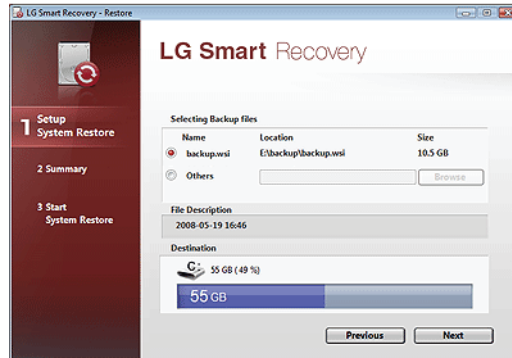 LG Smart Recovery - Restore
LG Smart Recovery
1 Setup
System Restore
2 Summary
3 Start
System Restore
Selecting Backup files
Name Location Size
backup.wsi E:\backup\backup.wsi 10.5 GB
Others Browse
File Description
2008-05-19 16:46
Destination
C: 55 GB ( 49 %)
55 GB
Previous Next